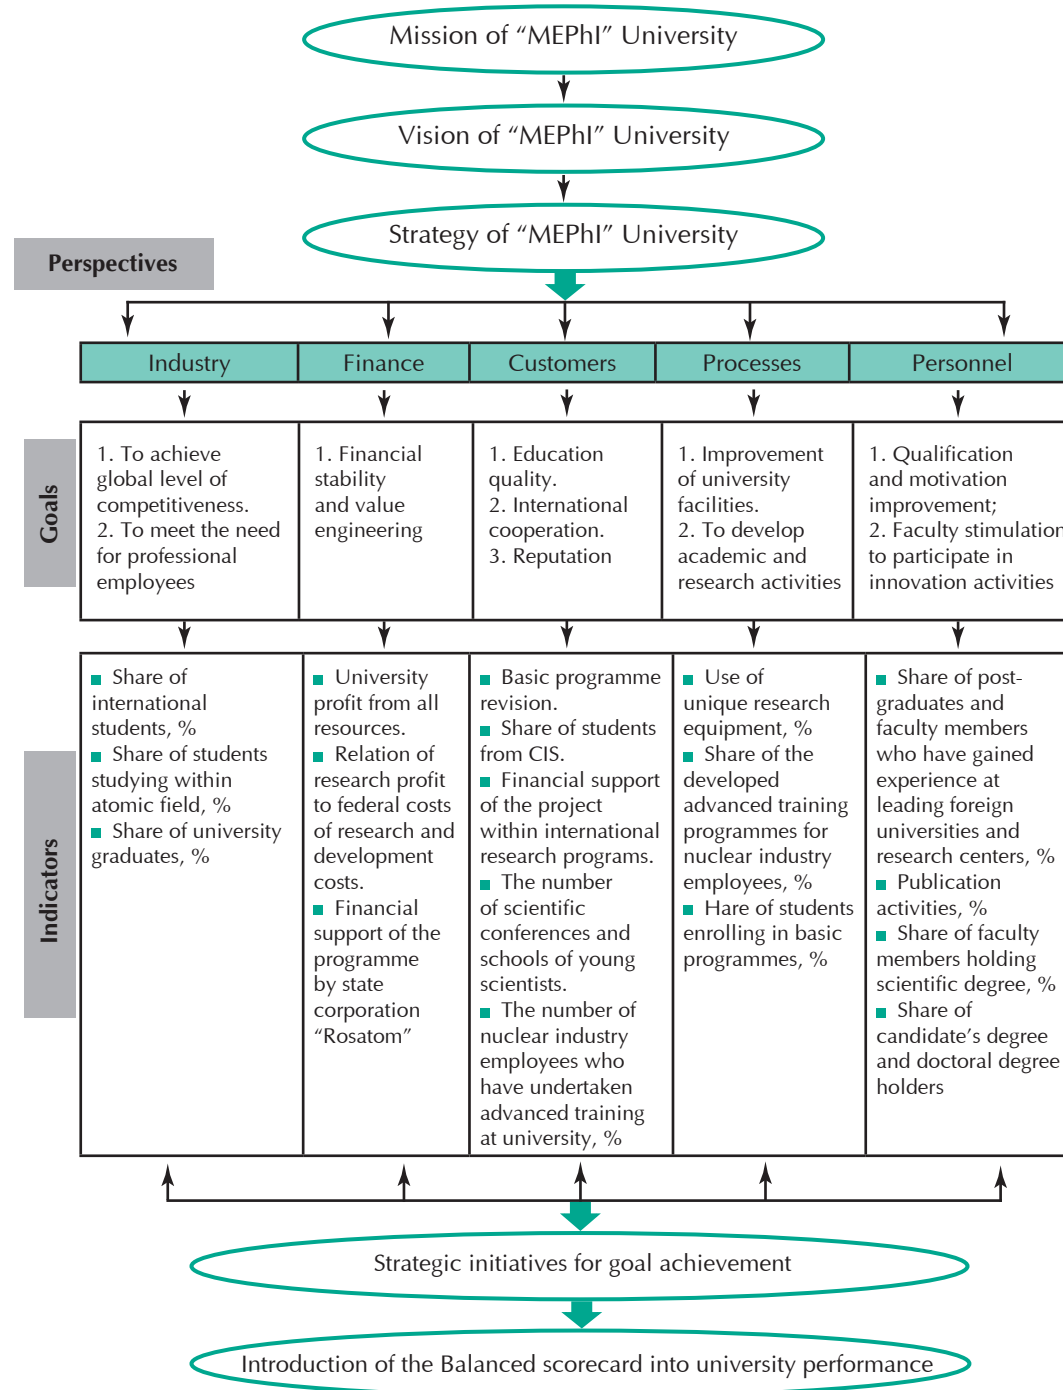 Mission of “MEPhI” University
Vision of “MEPhI” University
Strategy of “MEPhI” University
Perspectives
Industry
Finance
Customers
Processes
Personnel
Goals
1. To achieve
global level of
competitiveness.
2. To meet the need
for professional
employees
1. Financial
stability
and value
engineering
1. Education
quality.
2. International
cooperation.
3. Reputation
1. Improvement
of university
facilities.
2. To develop
academic and
research activities
1. Qualification
and motivation
improvement;
2. Faculty stimulation
to participate in
innovation activities
Indicators
■ Share of
international
students, %
■ Share of students
studying within
atomic field, %
■ Share of university
graduates, %
■ University
profit from all
resources.
■ Relation of
research profit
to federal costs
of research and
development
costs.
■ Financial
support of the
programme
by state
corporation
“Rosatom”
■ Basic programme
revision.
■ Share of students
from CIS.
■ Financial support
of the project
within international
research programs.
■ The number
of scientific
conferences and
schools of young
scientists.
■ The number of
nuclear industry
employees who
have undertaken
advanced training
at university, %
■ Use of
unique research
equipment, %
■ Share of the
developed
advanced training
programmes for
nuclear industry
employees, %
■ Hare of students
enrolling in basic
programmes, %
■ Share of post-
graduates and
faculty members
who have gained
experience at
leading foreign
universities and
research centers, %
■ Publication
activities, %
■ Share of faculty
members holding
scientific degree, %
■ Share of
candidate’s degree
and doctoral degree
holders
Strategic initiatives for goal achievement
Introduction of the Balanced scorecard into university performance